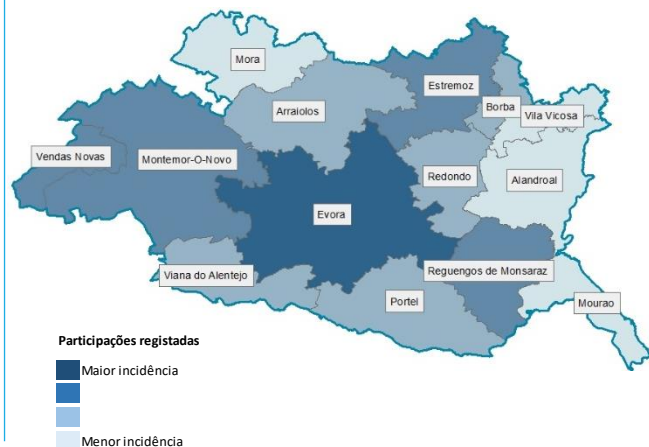 Mora
Estremoz
Arraiolos
Borba
Vila Vicosa
Vendas Novas
Montemor-O-Novo
Redondo
Alandroal
Evora
Viana do Alentejo
Reguengos de Monsaraz
Portel
Mourao
Participações registadas
Maior incidência
Menor incidência